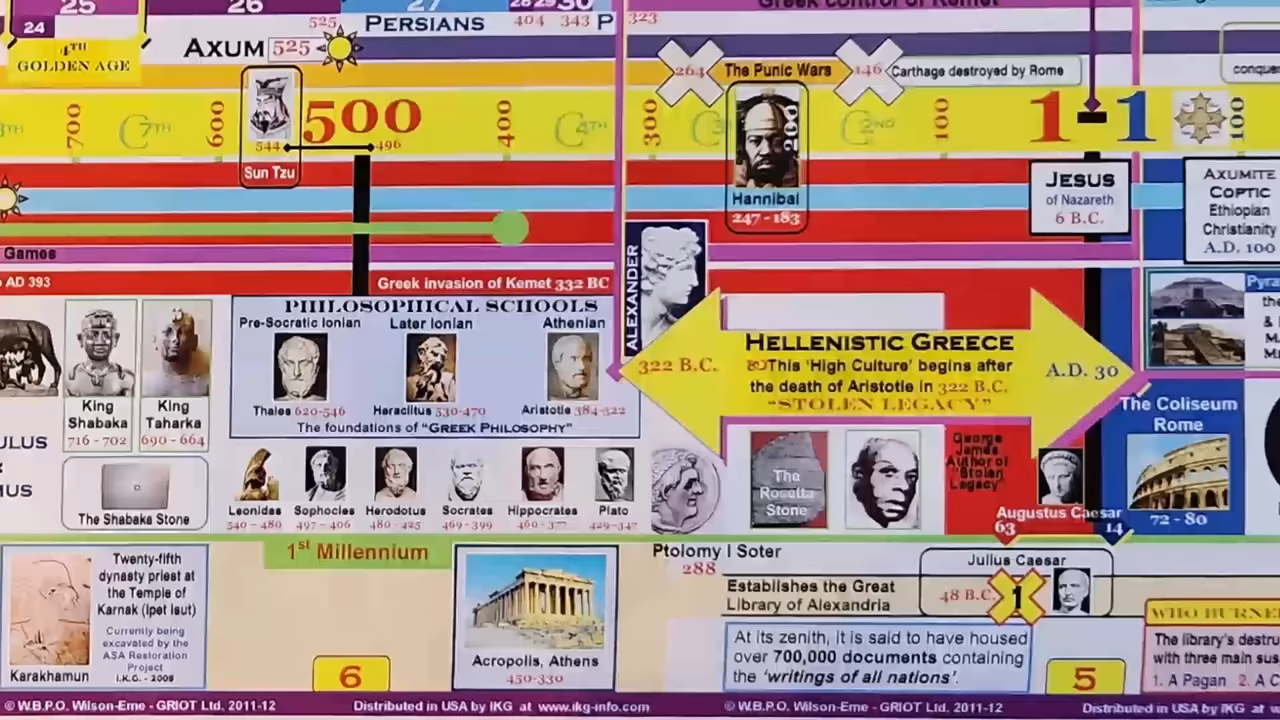 25
26
27
28 29 30
Greek control of Kemet
24
525
PERSIANS
404
343
P
323
AXUM 525
4TH
GOLDEN AGE
264
The Punic Wars
146
Carthage destroyed by Rome
conque
700
C7TH
600
500
400
C4TH
300
200
C2ND
100
1
1
100
544
496
Sun Tzu
Hannibal
247 - 183
JESUS
of Nazareth
6 B.C.
AXUMITE
COPTIC
Ethiopian
Christianity
A.D. 100
Games
AD 393
Greek invasion of Kemet 332 BC
ALEXANDER
PHILOSOPHICAL SCHOOLS
Pre-Socratic Ionian
Later Ionian
Athenian
Thales 620-546
Heraclitus 530-470
Aristotle 384-322
The foundations of "GREEK PHILOSOPHY"
King
Shabaka
716 - 702
King
Taharka
690 - 664
322 B.C.
HELLENISTIC GREECE
This 'High Culture' begins after
the death of Aristotle in 322 B.C.
"STOLEN LEGACY"
A.D. 30
Pyra
the
& I
The Coliseum
Rome
72 - 80
ULUS
MUS
The Shabaka Stone
Leonidas
540 - 480
Sophocles
497 - 406
Herodotus
480 - 425
Socrates
469 - 399
Hippocrates
460 - 377
Plato
429-347
The
Rosetta
Stone
George
James
Author of
"Stolen
Legacy"
Augustus Caesar
63
14
1st Millennium
Ptolomy I Soter
288
Establishes the Great
Library of Alexandria
Julius Caesar
48 B.C.
1
Twenty-fifth
dynasty priest at
the Temple of
Karnak (Ipet Isut)
Currently being
excavated by the
ASA Restoration
Project
I.K.G. - 2008
Karakhamun
6
Acropolis, Athens
450-330
At its zenith, it is said to have housed
over 700,000 documents containing
the 'writings of all nations'.
5
WHO BURNE
The library's destru
with three main sus
1. A Pagan 2. A C
© W.B.P.O. Wilson-Eme - GRIOT Ltd. 2011-12
Distributed in USA by IKG at www.ikg-info.com
© W.B.P.O. Wilson-Eme - GRIOT Ltd. 2011-12
Distributed in USA by IKG at w